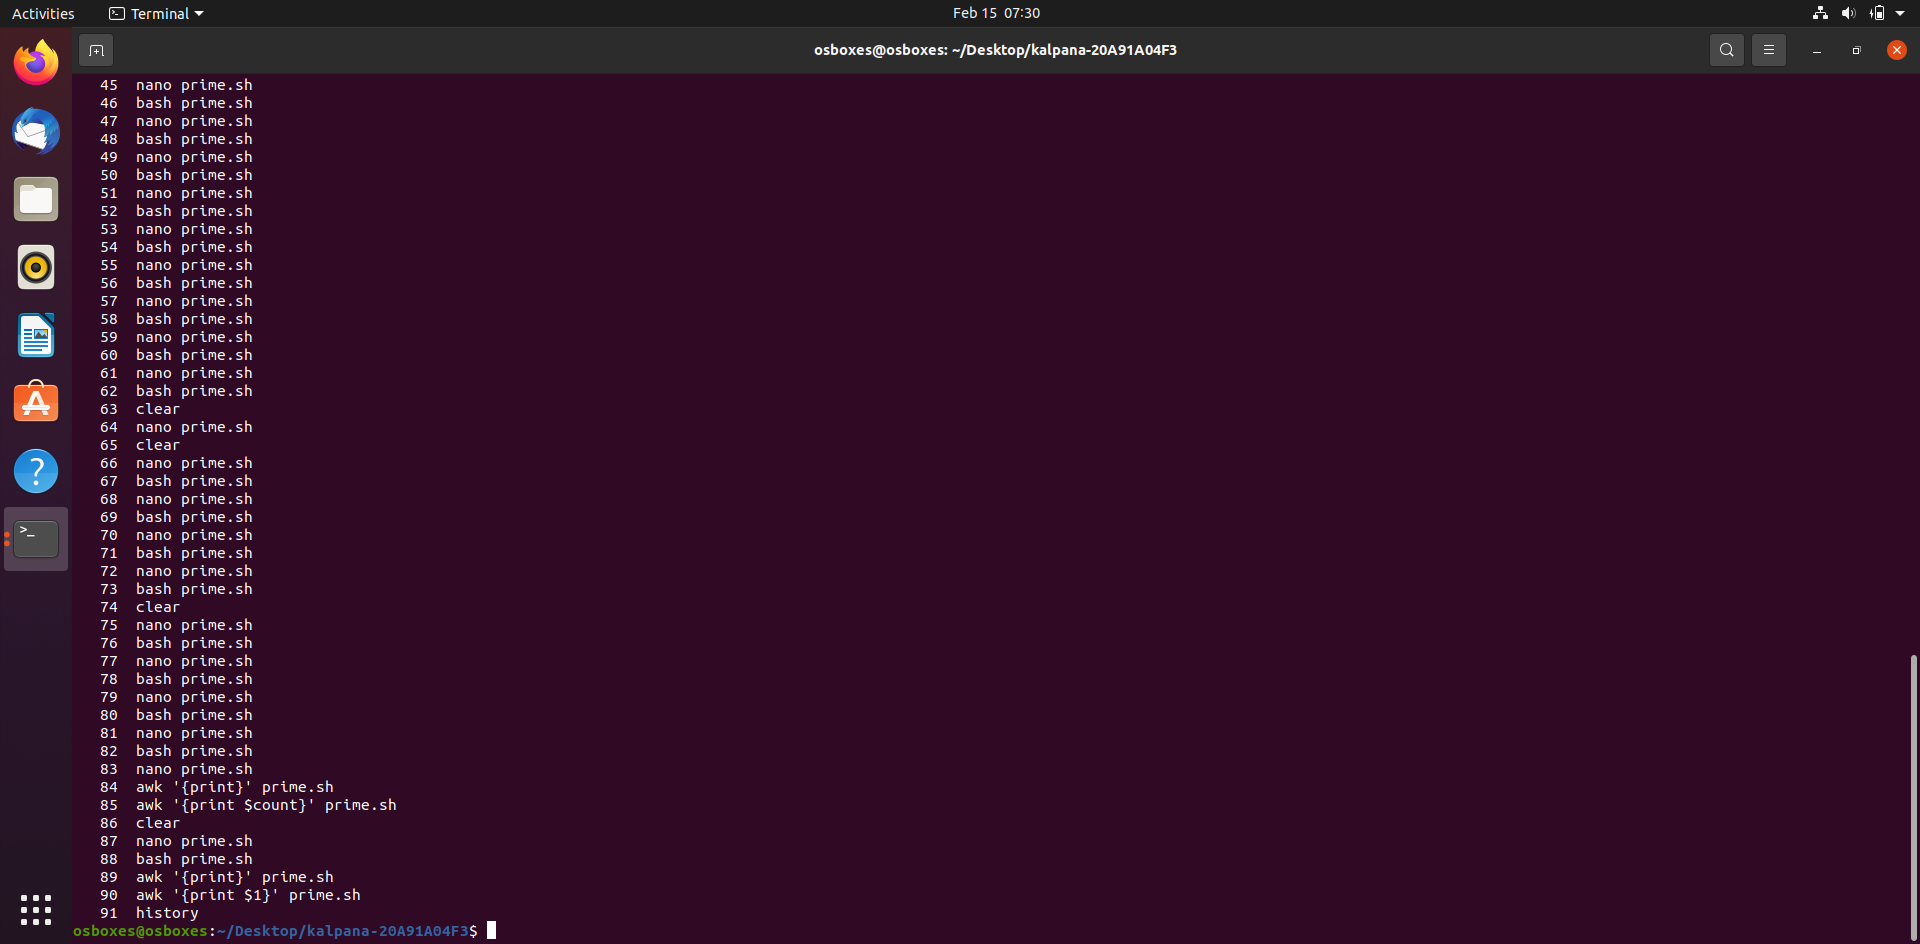 Activities
Terminal
Feb 15 07:30
osboxes@osboxes: ~/Desktop/kalpana-20A91A04F3
45 nano prime.sh
46 bash prime.sh
47 nano prime.sh
48 bash prime.sh
49 nano prime.sh
50 bash prime.sh
51 nano prime.sh
52 bash prime.sh
53 nano prime.sh
54 bash prime.sh
55 nano prime.sh
56 bash prime.sh
57 nano prime.sh
58 bash prime.sh
59 nano prime.sh
60 bash prime.sh
61 nano prime.sh
62 bash prime.sh
63 clear
64 nano prime.sh
65 clear
66 nano prime.sh
67 bash prime.sh
68 nano prime.sh
69 bash prime.sh
70 nano prime.sh
71 bash prime.sh
72 nano prime.sh
73 bash prime.sh
74 clear
75 nano prime.sh
76 bash prime.sh
77 nano prime.sh
78 bash prime.sh
79 nano prime.sh
80 bash prime.sh
81 nano prime.sh
82 bash prime.sh
83 nano prime.sh
84 awk '{print}' prime.sh
85 awk '{print $count}' prime.sh
86 clear
87 nano prime.sh
88 bash prime.sh
89 awk '{print}' prime.sh
90 awk '{print $1}' prime.sh
91 history
osboxes@osboxes:~/Desktop/kalpana-20A91A04F3$